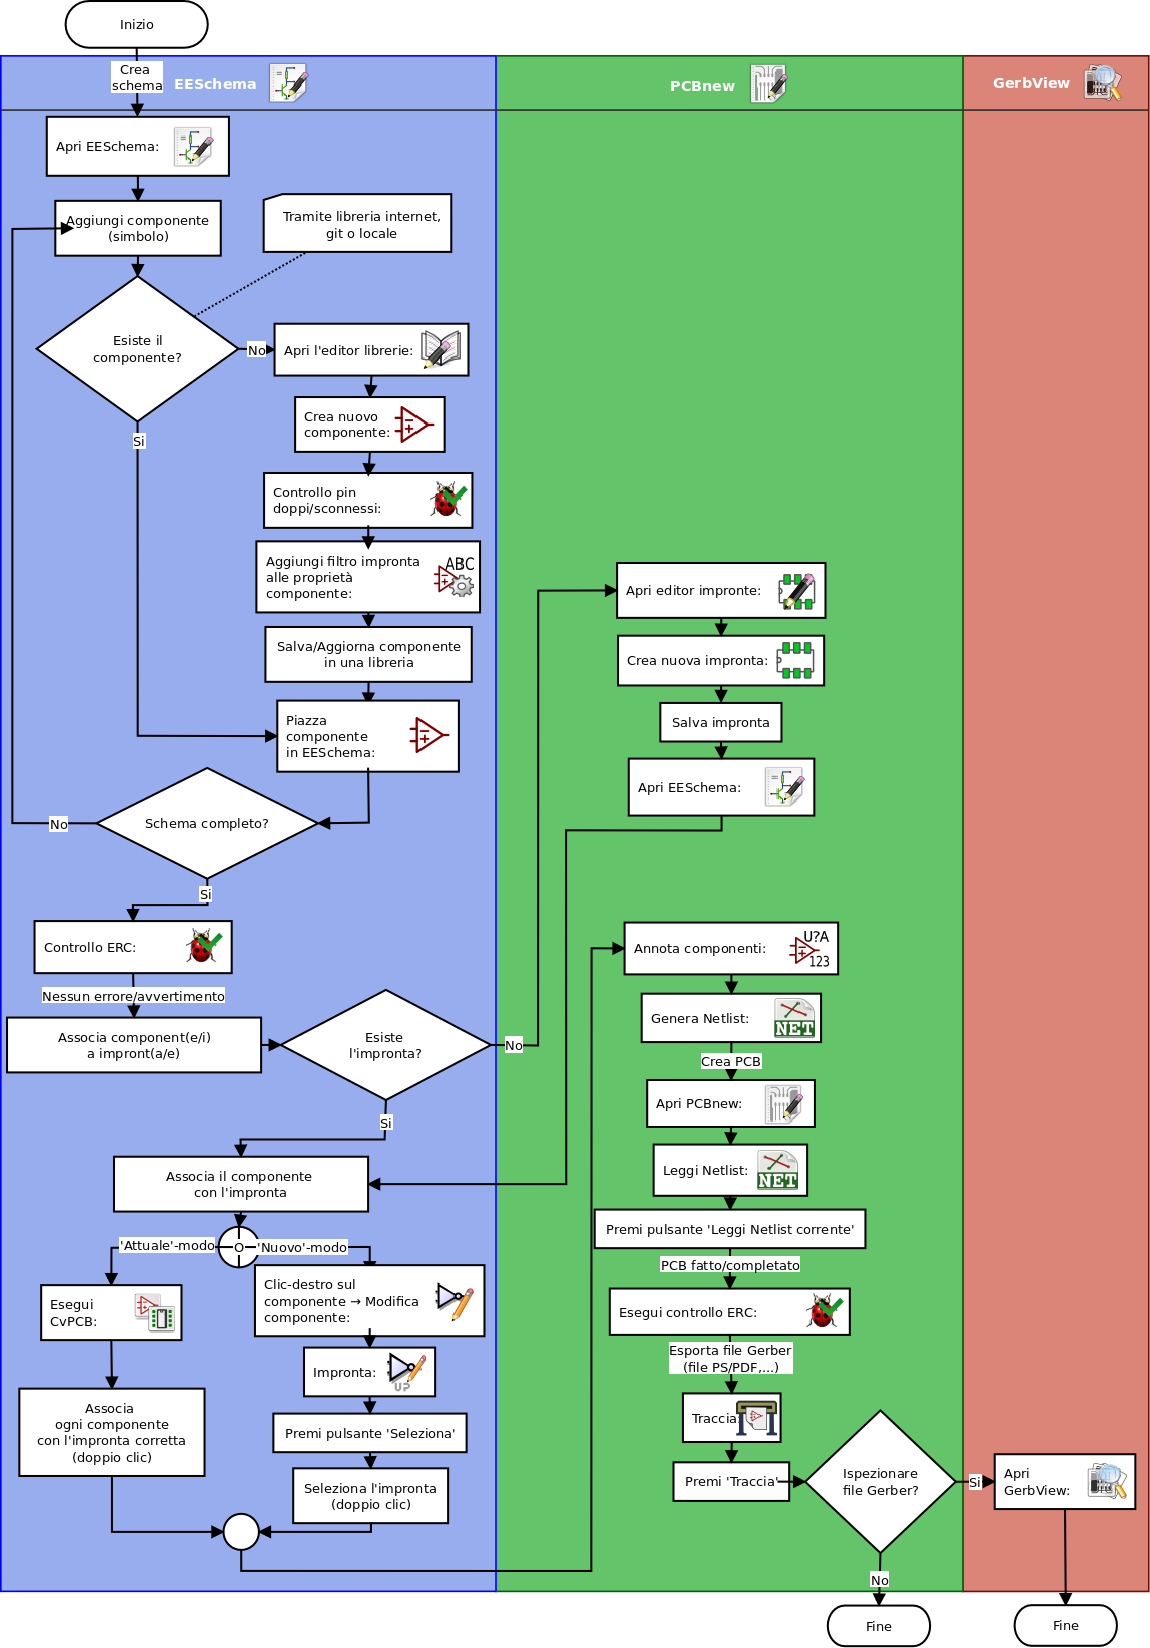 Inizio
Crea
schema
EESchema
PCBnew
GerbView
Apri EESchema:
Aggiungi componente
(simbolo)
Tramite libreria internet,
git o locale
Esiste il
componente?
No
Apri l'editor librerie:
Crea nuovo
componente:
Si
Controllo pin
doppi/sconnessi:
Aggiungi filtro impronta
alle proprietà
componente:
ABC
Salva/Aggiorna componente
in una libreria
Piazza
componente
in EESchema:
Schema completo?
No
Si
Controllo ERC:
Nessun errore/avvertimento
Associa component(e/i)
a impront(a/e)
Esiste
l'impronta?
No
Si
Associa il componente
con l'impronta
'Attuale'-modo
O
'Nuovo'-modo
Esegui
CvPCB:
Associa
ogni componente
con l'impronta corretta
(doppio clic)
Clic-destro sul
componente → Modifica
componente:
Impronta:
UP
Premi pulsante 'Seleziona'
Seleziona l'impronta
(doppio clic)
Apri editor impronte:
Crea nuova impronta:
Salva impronta
Apri EESchema:
Annota componenti:
U?A
123
Genera Netlist:
NET
Crea PCB
Apri PCBnew:
Leggi Netlist:
NET
Premi pulsante 'Leggi Netlist corrente'
PCB fatto/completato
Esegui controllo ERC:
Esporta file Gerber
(file PS/PDF,...)
Traccia:
Premi 'Traccia'
Ispezionare
file Gerber?
Si
No
Fine
Apri
GerbView:
Fine